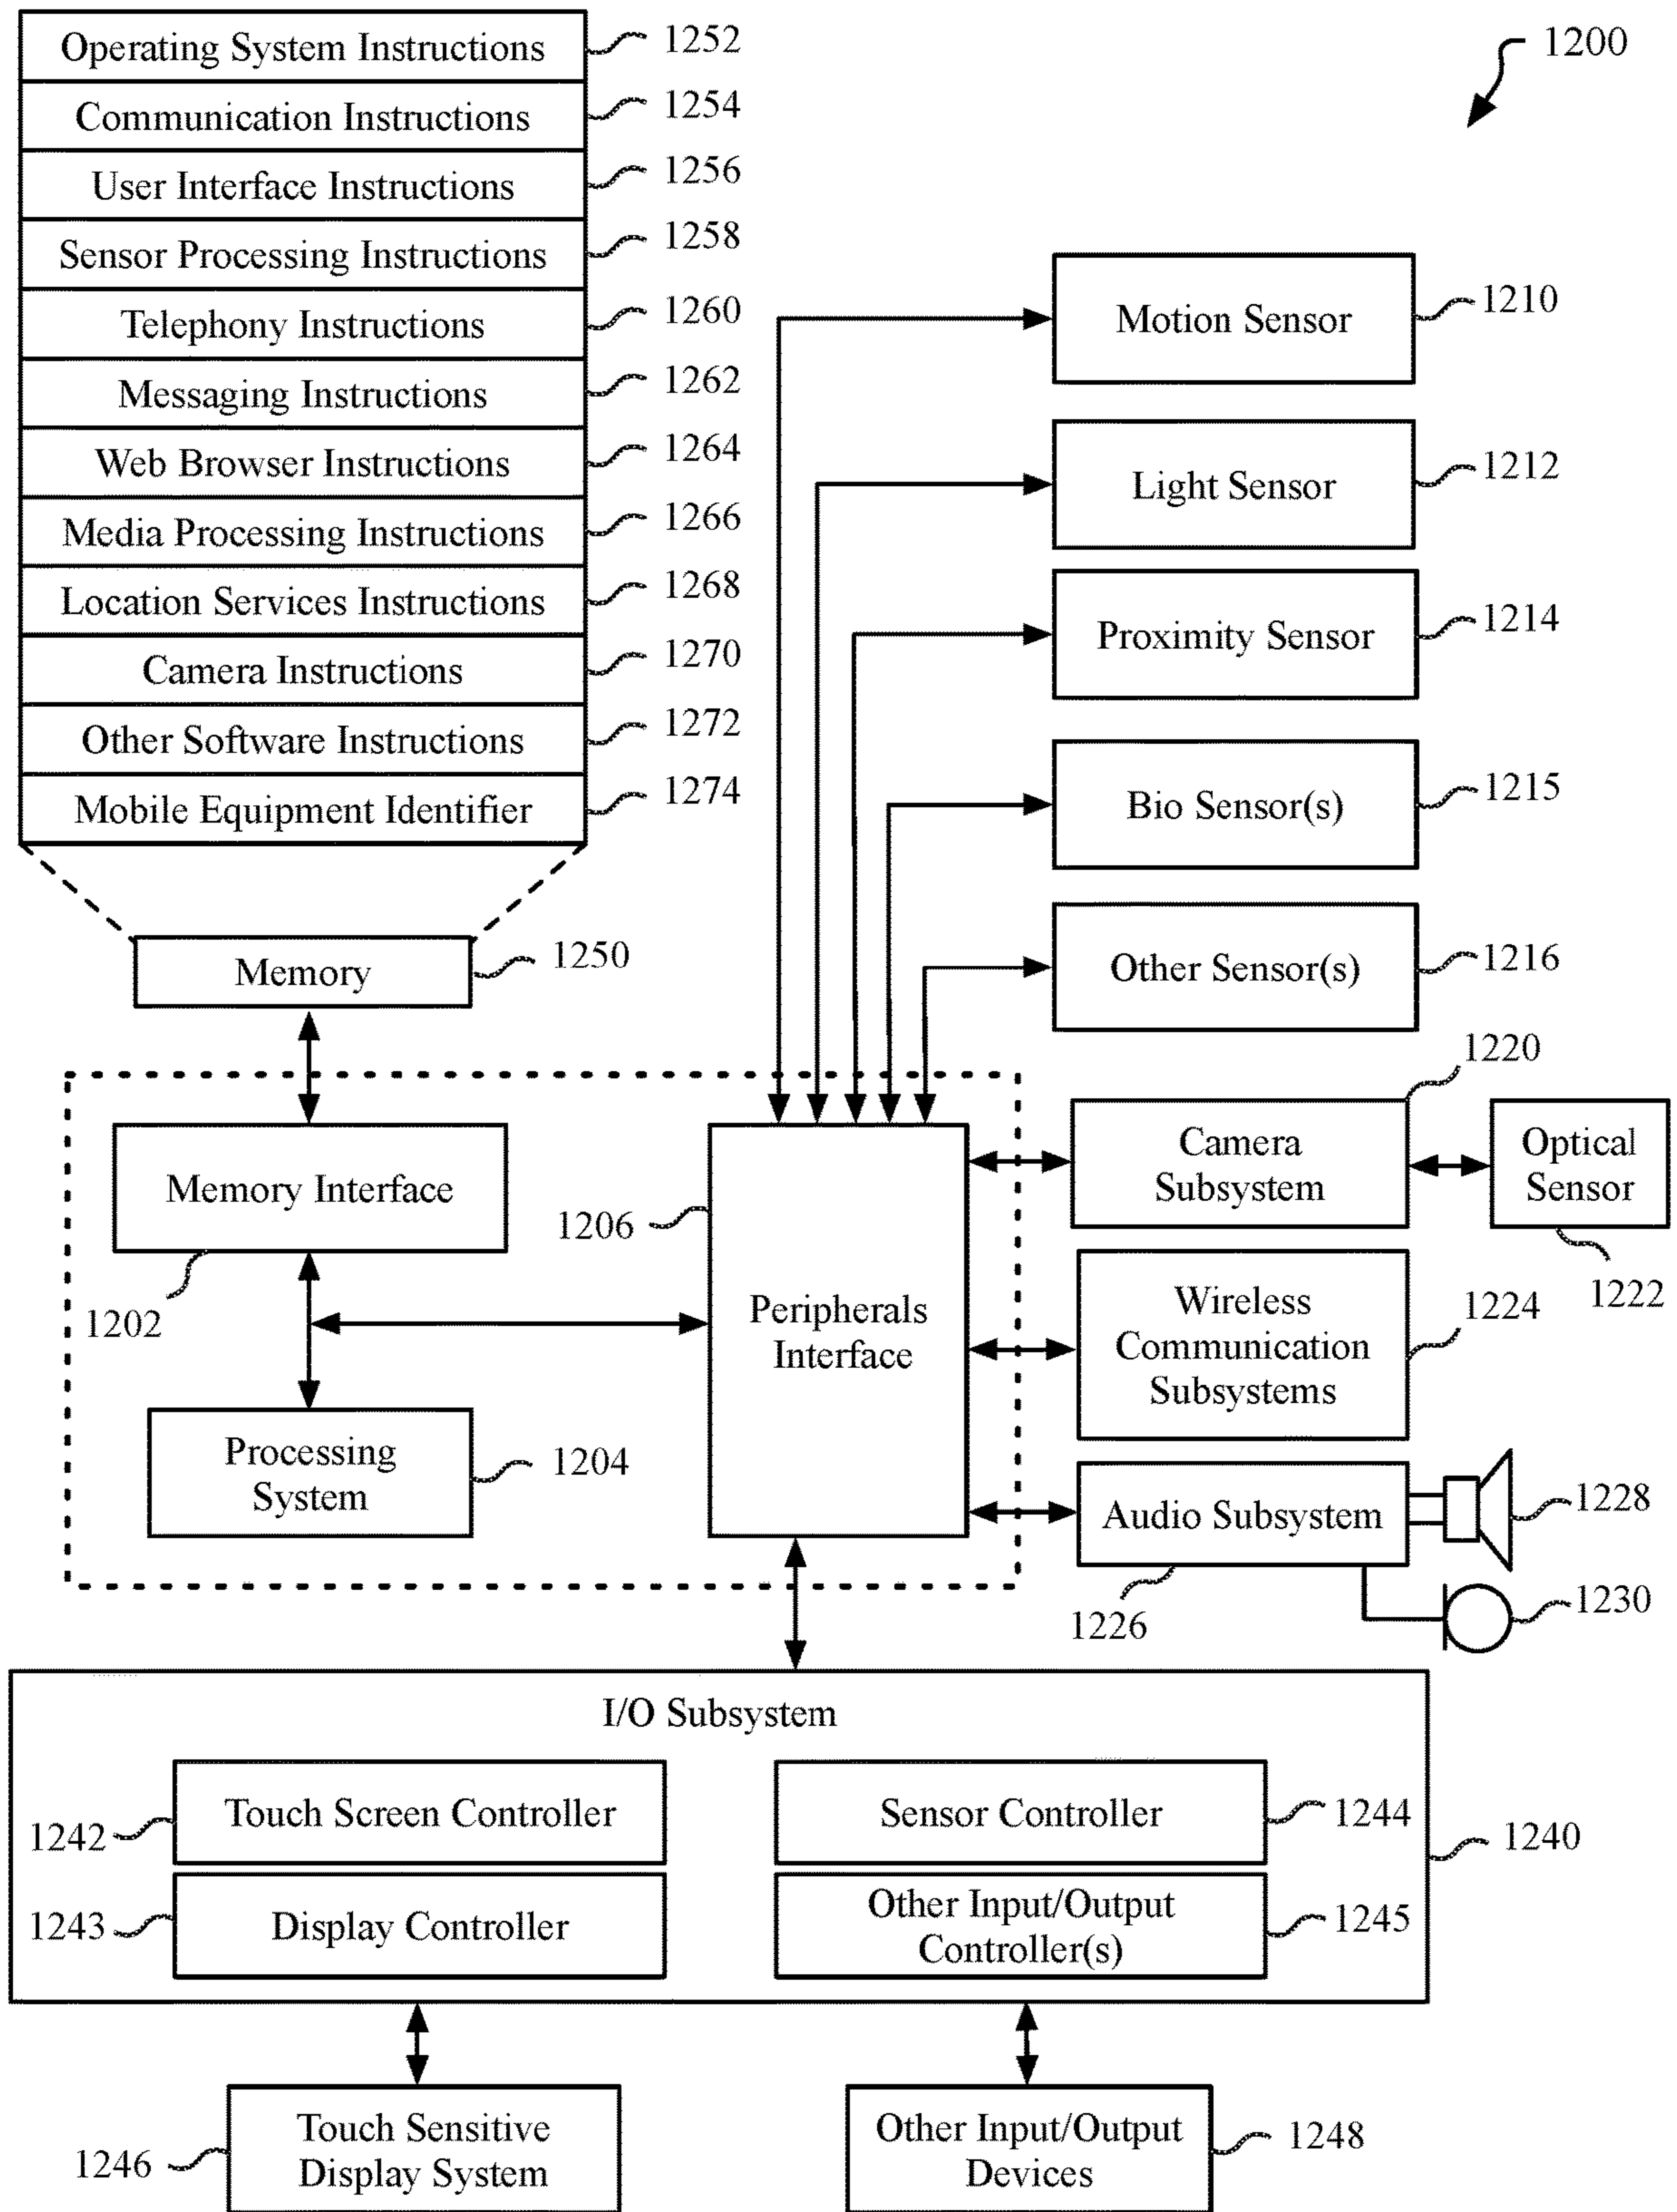 Operating System Instructions
1252
1200
Communication Instructions
1254
User Interface Instructions
1256
Sensor Processing Instructions
1258
Telephony Instructions
1260
Messaging Instructions
1262
Web Browser Instructions
1264
Media Processing Instructions
1266
Location Services Instructions
1268
Camera Instructions
1270
Other Software Instructions
1272
Mobile Equipment Identifier
1274
Motion Sensor
1210
Light Sensor
1212
Proximity Sensor
1214
Bio Sensor(s)
1215
Other Sensor(s)
1216
Memory
1250
Memory Interface
1202
Processing
System
1204
1206
Peripherals
Interface
1220
Camera
Subsystem
Optical
Sensor
1222
Wireless
Communication
Subsystems
1224
Audio Subsystem
1226
1228
1230
I/O Subsystem
1240
1242
Touch Screen Controller
Sensor Controller
1244
1243
Display Controller
Other Input/Output
Controller(s)
1245
1246
Touch Sensitive
Display System
Other Input/Output
Devices
1248